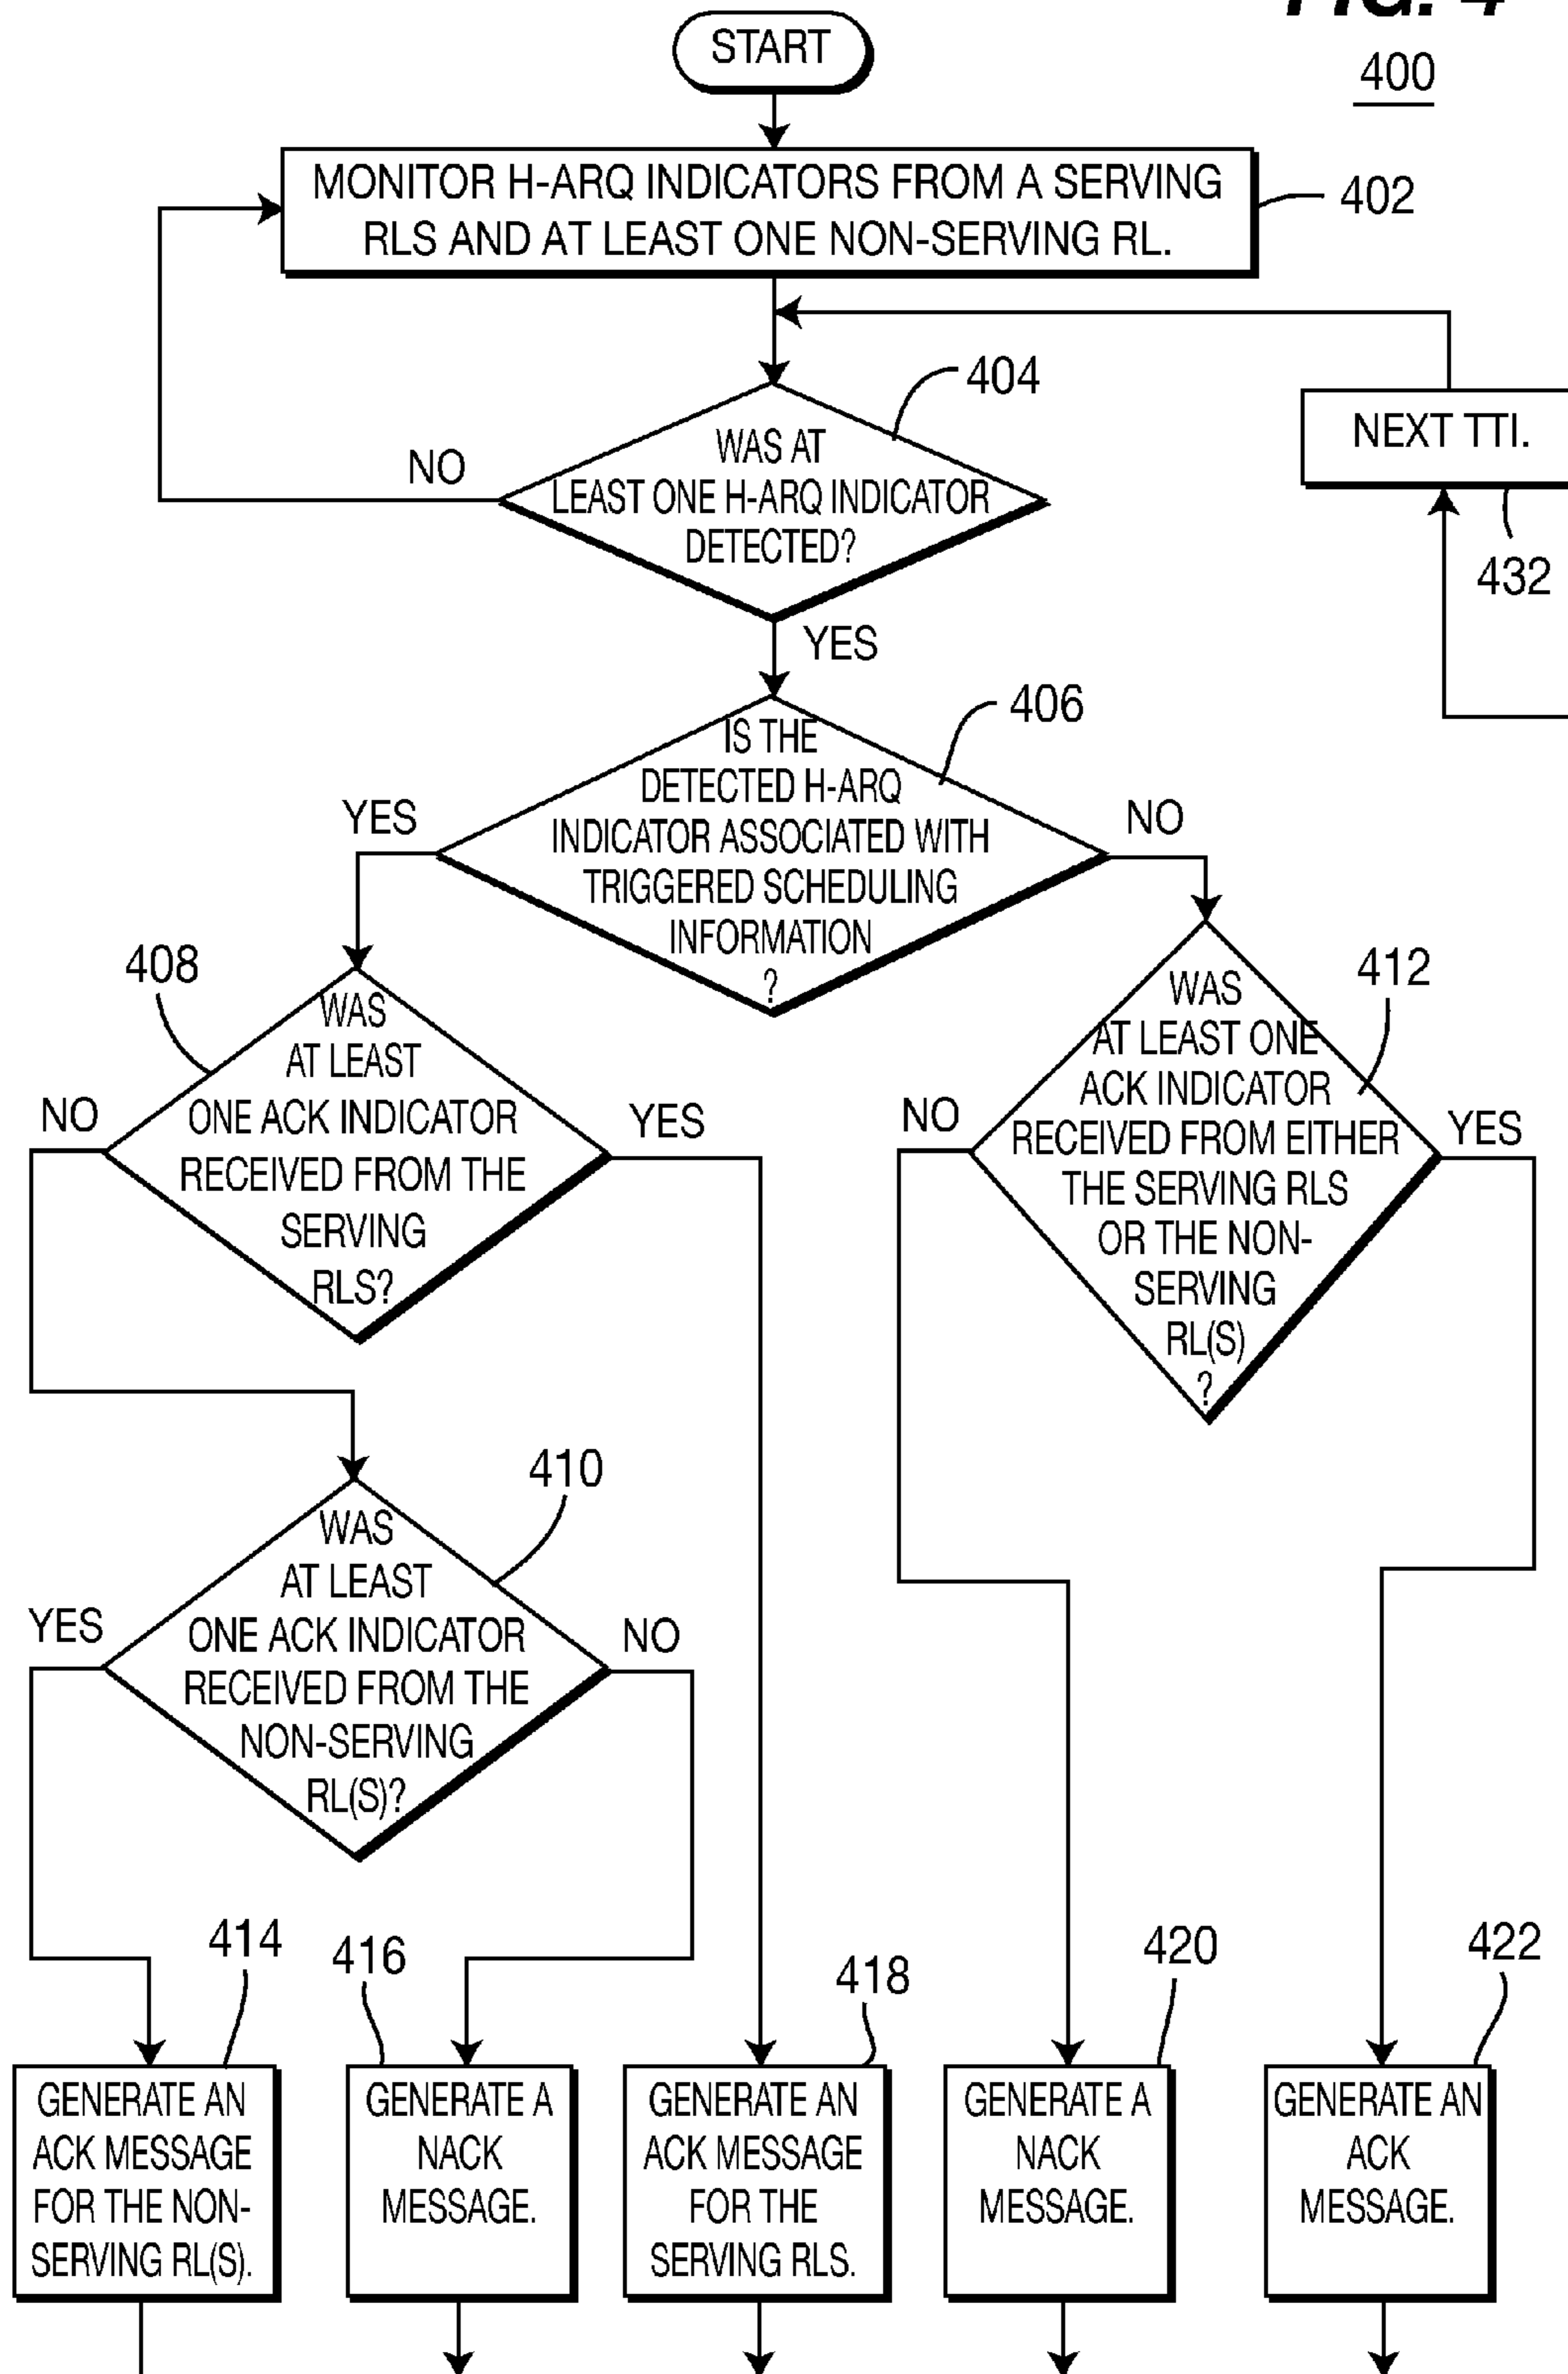 FIG. 4
400
START
MONITOR H-ARQ INDICATORS FROM A SERVING
RLS AND AT LEAST ONE NON-SERVING RL.
402
404
WAS AT
LEAST ONE H-ARQ INDICATOR
DETECTED?
NO
YES
NEXT TTI.
432
406
IS THE
DETECTED H-ARQ
INDICATOR ASSOCIATED WITH
TRIGGERED SCHEDULING
INFORMATION
?
YES
NO
408
WAS
AT LEAST
ONE ACK INDICATOR
RECEIVED FROM THE
SERVING
RLS?
NO
YES
412
WAS
AT LEAST ONE
ACK INDICATOR
RECEIVED FROM EITHER
THE SERVING RLS
OR THE NON-
SERVING
RL(S)
?
NO
YES
410
WAS
AT LEAST
ONE ACK INDICATOR
RECEIVED FROM THE
NON-SERVING
RL(S)?
YES
NO
414
GENERATE AN
ACK MESSAGE
FOR THE NON-
SERVING RL(S).
416
GENERATE A
NACK
MESSAGE.
418
GENERATE AN
ACK MESSAGE
FOR THE
SERVING RLS.
420
GENERATE A
NACK
MESSAGE.
422
GENERATE AN
ACK
MESSAGE.